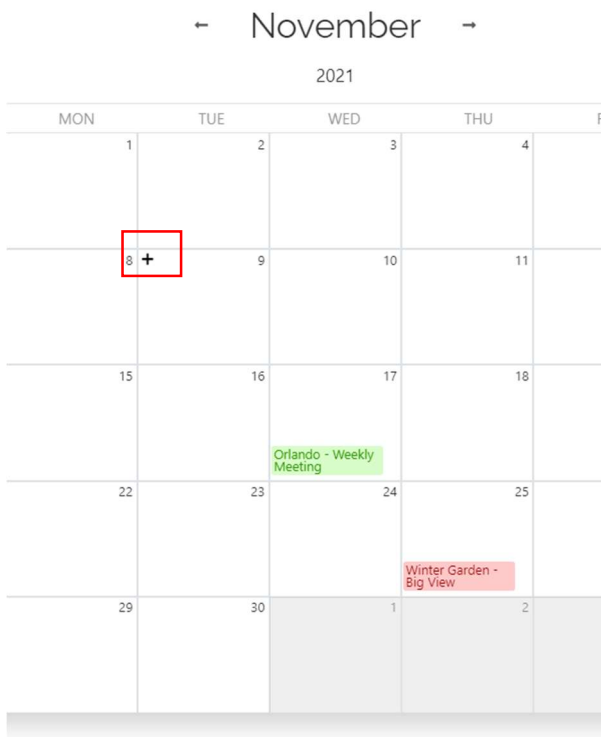 ← November →
2021
MON TUE WED THU F
1 2 3 4
8 + 9 10 11
15 16 17 18
Orlando - Weekly
Meeting
22 23 24 25
Winter Garden -
Big View
29 30 1 2